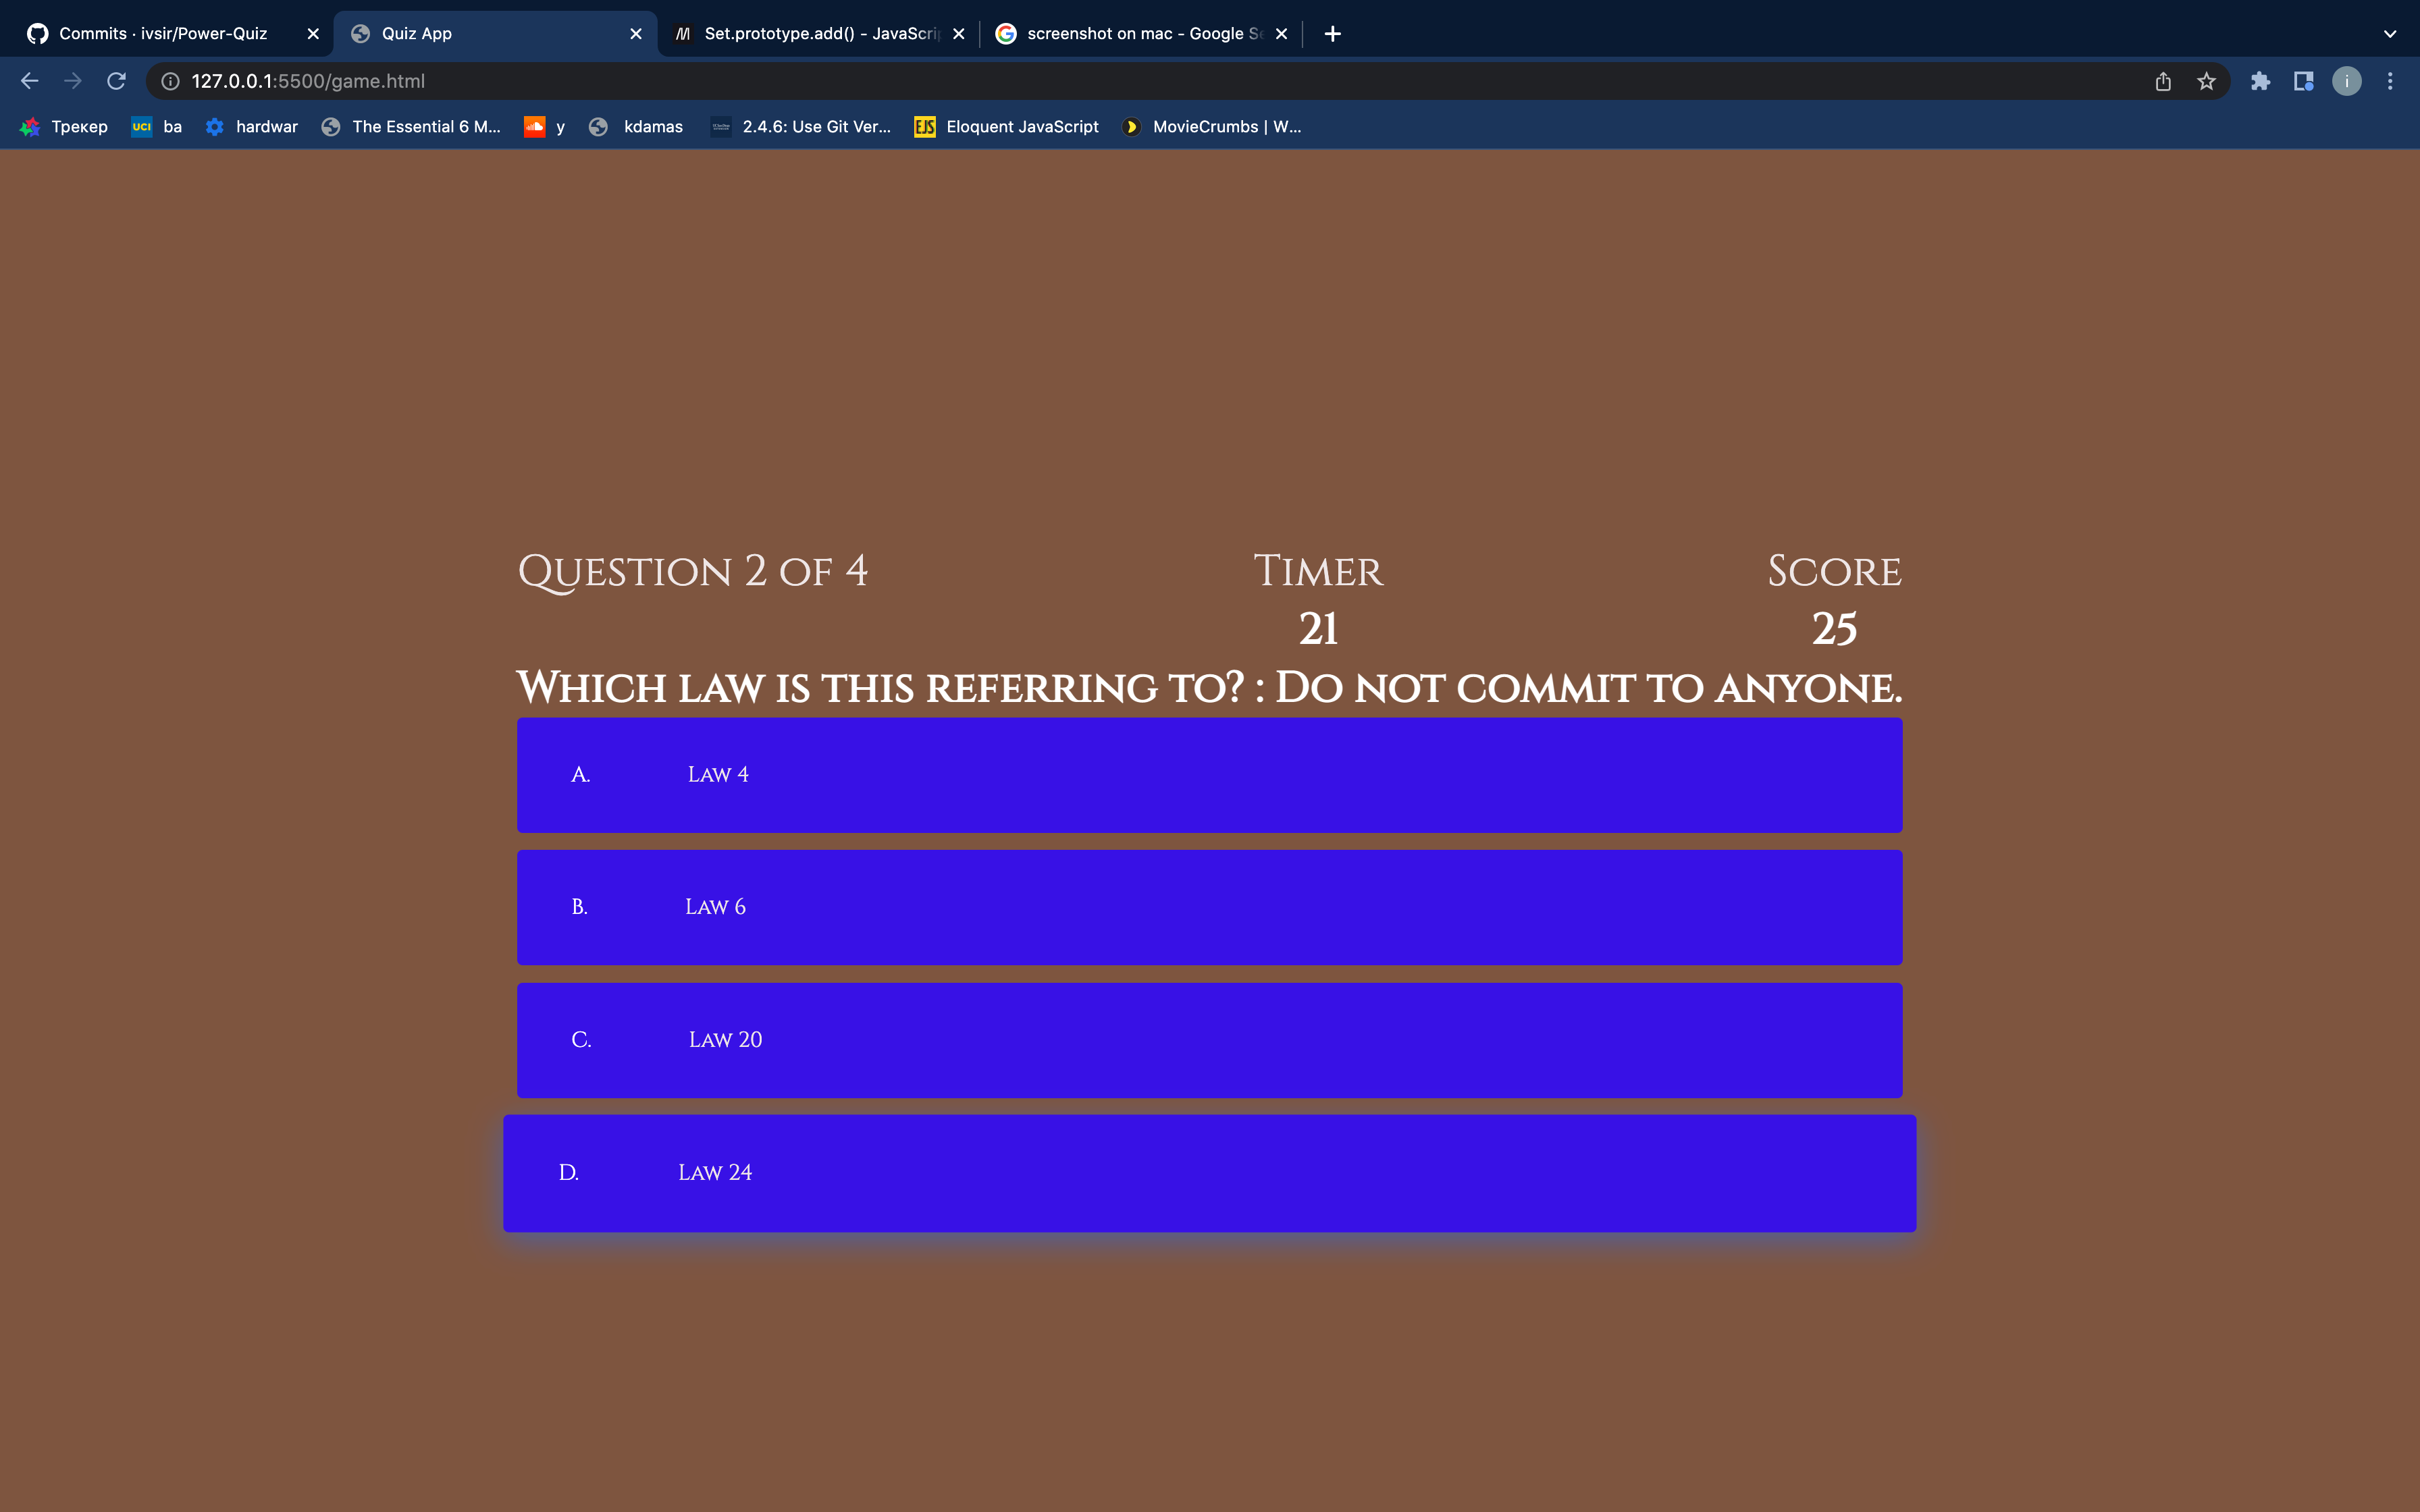 Commits · ivsir/Power-Quiz
Quiz App
Set.prototype.add() - JavaScri
screenshot on mac - Google Se
127.0.0.1:5500/game.html
Трекер
UCI ba
hardwar
The Essential 6 M...
y
kdamas
2.4.6: Use Git Ver...
EJS Eloquent JavaScript
MovieCrumbs | W...
i
Question 2 of 4
Timer
Score
21
25
Which law is this referring to? : Do not commit to anyone.
A. Law 4
B. Law 6
C. Law 20
D. Law 24